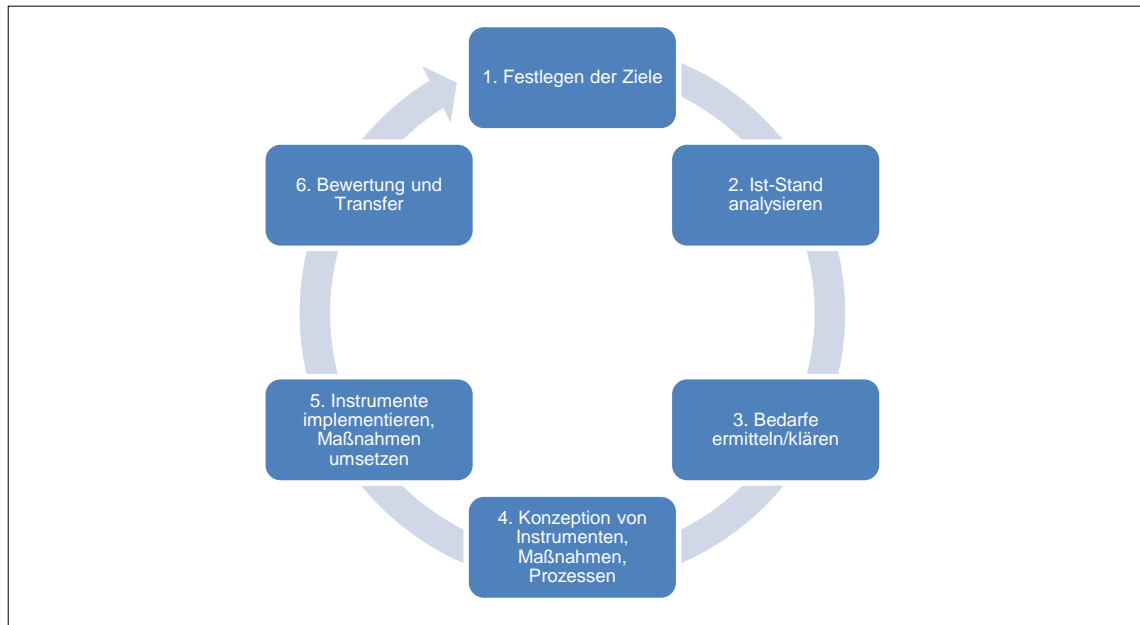 1. Festlegen der Ziele
2. Ist-Stand
analysieren
3. Bedarfe
ermitteln/klären
4. Konzeption von
Instrumenten,
Maßnahmen,
Prozessen
5. Instrumente
implementieren,
Maßnahmen
umsetzen
6. Bewertung und
Transfer